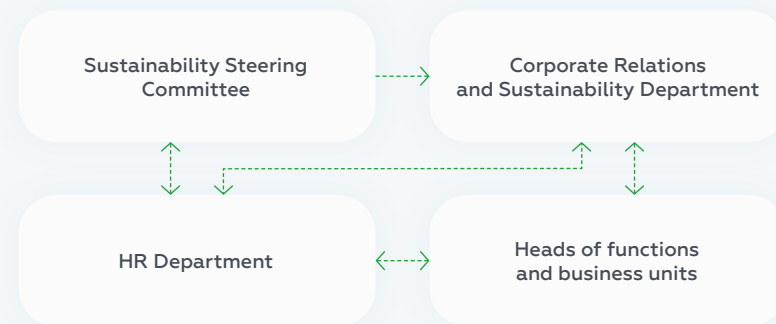 Sustainability Steering
Committee
Corporate Relations
and Sustainability Department
HR Department
Heads of functions
and business units